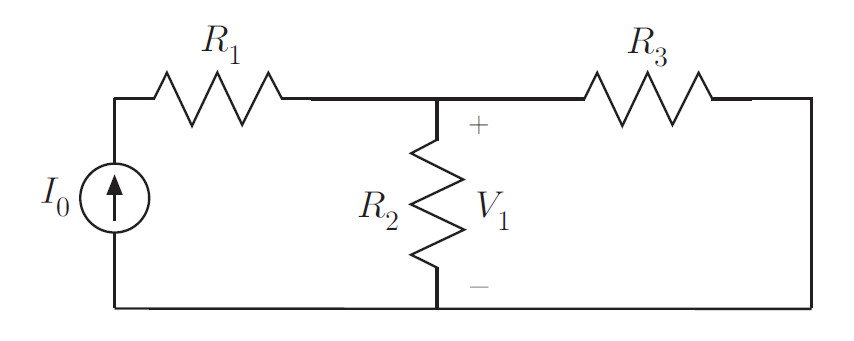 R₁
R₃
+
I₀
R₂
V₁
−